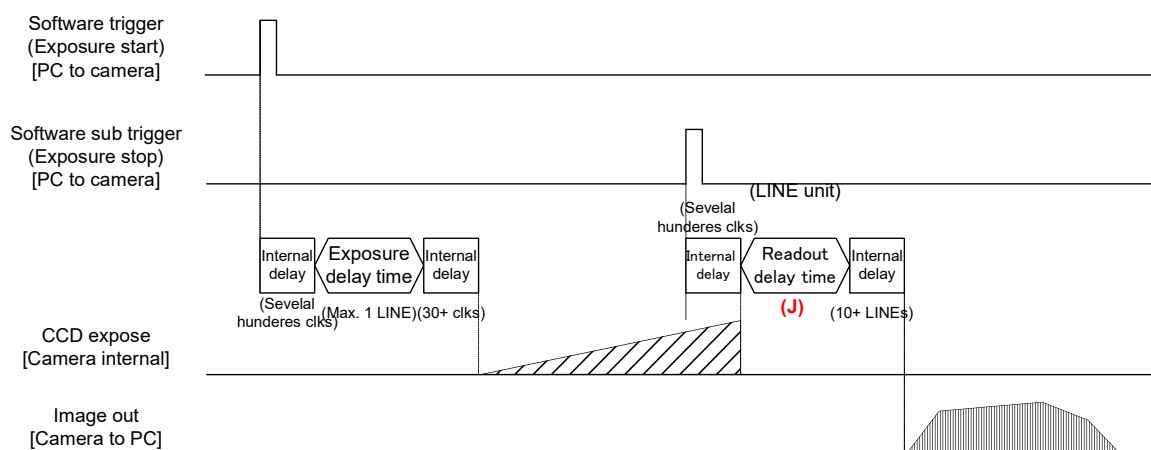 Software trigger
(Exposure start)
[PC to camera]
Software sub trigger
(Exposure stop)
[PC to camera]
(LINE unit)
(Sevelal
hunderes clks)
Internal
delay
Exposure
delay time
Internal
delay
Internal
delay
Readout
delay time
Internal
delay
(Sevelal
hunderes clks)
(Max. 1 LINE)
(30+ clks)
(J)
(10+ LINEs)
CCD expose
[Camera internal]
Image out
[Camera to PC]